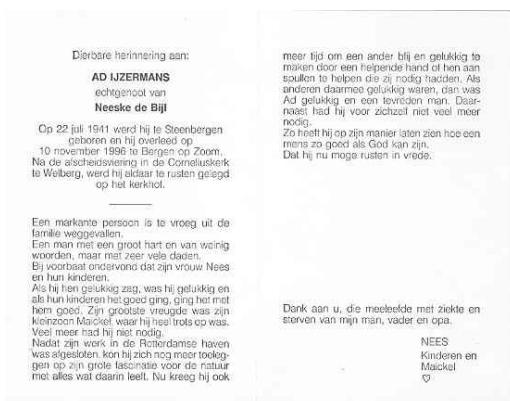 Dierbare herinnering aan:
AD IJZERMANS
echtgenoot van
Neeske de Bijl
Op 22 juli 1941 werd hij te Steenbergen
geboren en hij overleed op
10 november 1996 te Bergen op Zoom.
Na de afscheidsviering in de Corneliuskerk
te Welberg, werd hij aldaar te rusten gelegd
op het kerkhof.
Een markante persoon is te vroeg uit de
familie weggevallen.
Een man met een groot hart en van weinig
woorden, maar met zeer vele daden.
Bij voorbaat ondervond dat zijn vrouw Nees
en hun kinderen.
Als hij hen gelukkig zag, was hij gelukkig en
als hun kinderen het goed ging, ging het met
hem goed. Zijn grootste vreugde was zijn
kleinzoon Maickel, waar hij heel trots op was.
Veel meer had hij niet nodig.
Nadat zijn werk in de Rotterdamse haven
was afgesloten, kon hij zich nog meer toeleg-
gen op zijn grote fascinatie voor de natuur
met alles wat daarin leeft. Nu kreeg hij ook
meer tijd om een ander blij en gelukkig te
maken door een helpende hand of hen aan
spullen te helpen die zij nodig hadden. Als
anderen daarmee gelukkig waren, dan was
Ad gelukkig en een tevreden man. Daar-
naast had hij voor zichzelf niet veel meer
nodig.
Zo heeft hij op zijn manier laten zien hoe een
mens zo goed als God kan zijn.
Dat hij nu moge rusten in vrede.
Dank aan u, die meeleefde met ziekte en
sterven van mijn man, vader en opa.
NEES
Kinderen en
Maickel